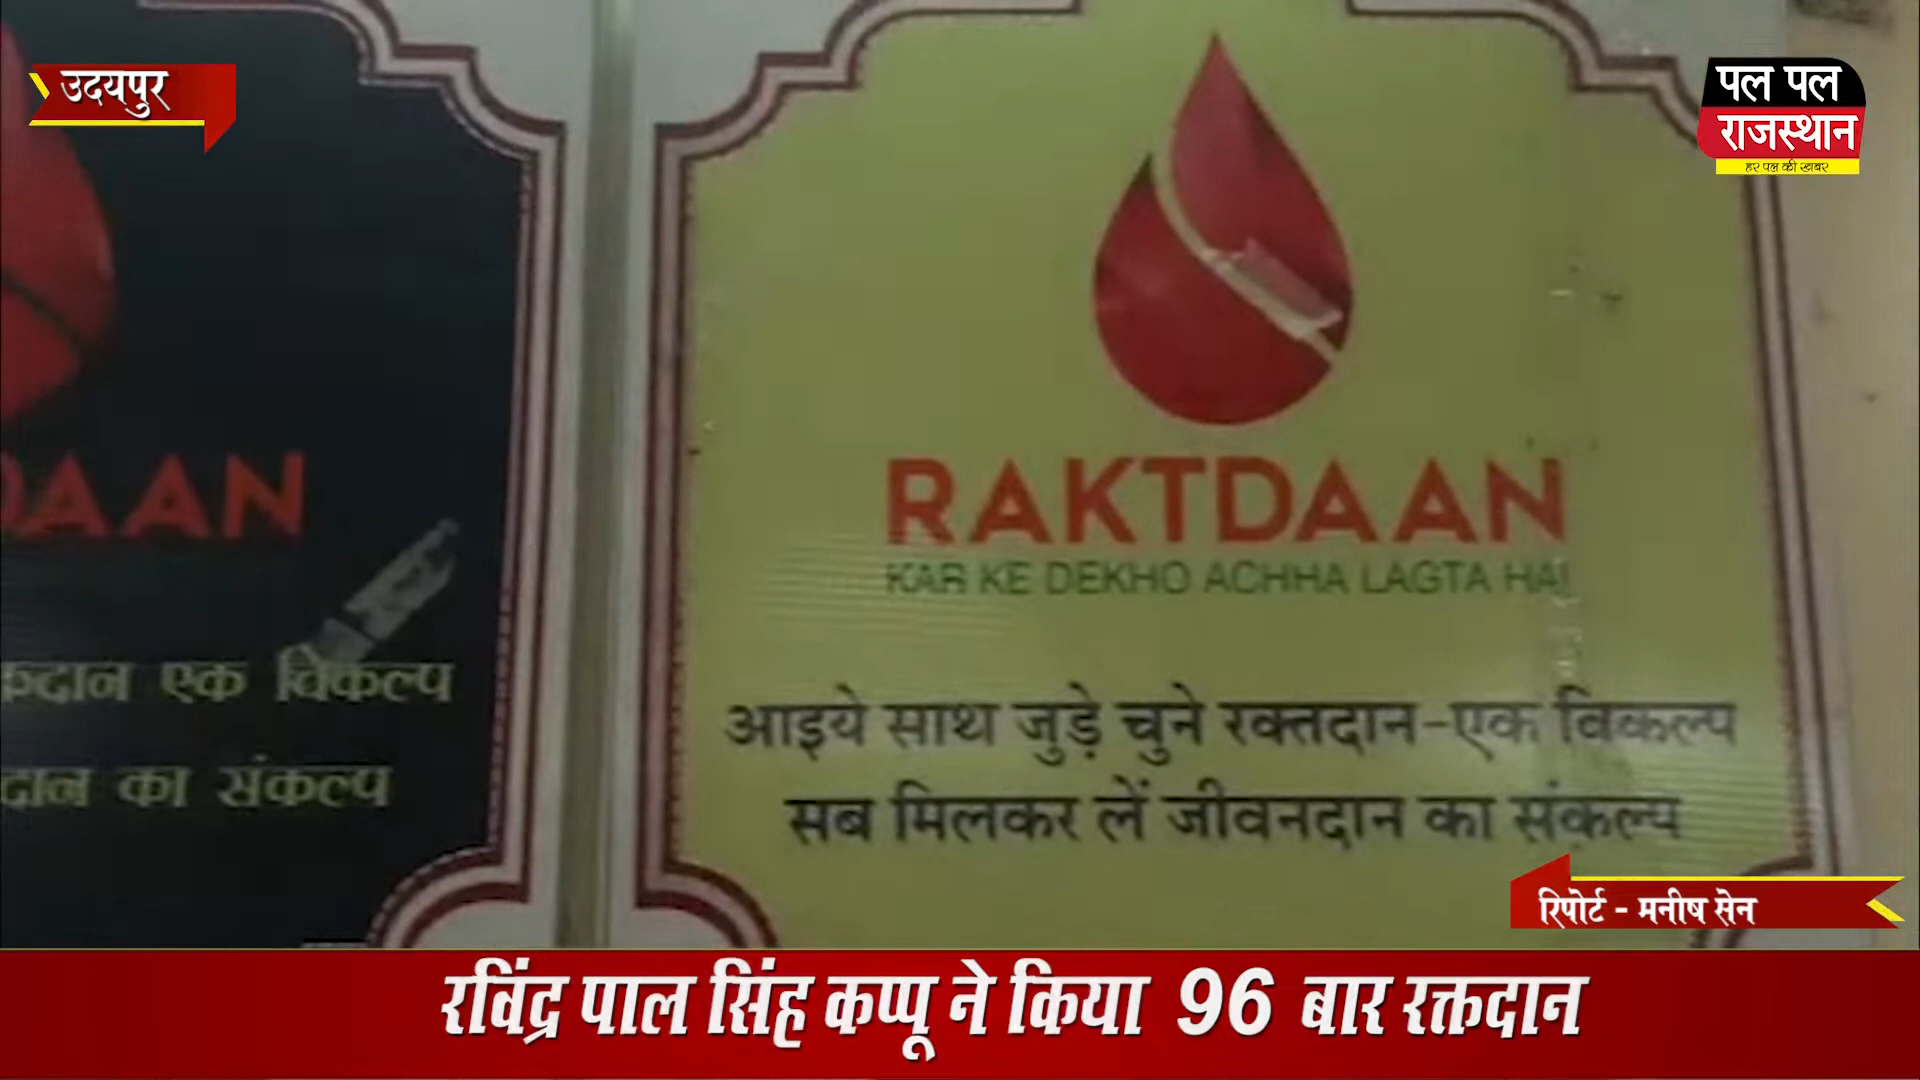 उदयपुर
पल पल
राजस्थान
हर पल की खबर
DAAN
कदान एक विकल्प
दान का संकल्प
RAKTDAAN
KAR KE DEKHO ACHHA LAGTA HAI
आइये साथ जुड़े चुने रक्तदान-एक विकल्प
सब मिलकर लें जीवनदान का संकल्प
रिपोर्ट - मनीष सेन
रविंद्र पाल सिंह कप्पू ने किया 96 बार रक्तदान